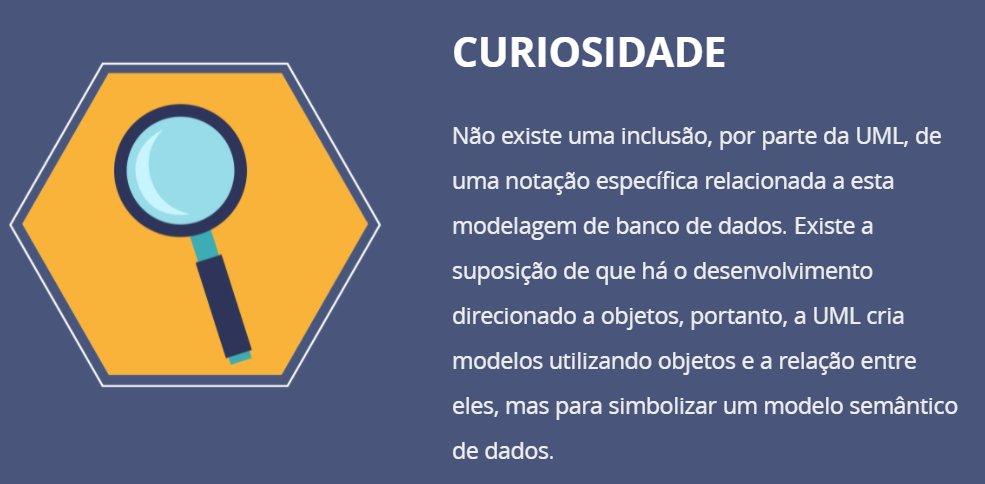 CURIOSIDADE
Não existe uma inclusão, por parte da UML, de
uma notação específica relacionada a esta
modelagem de banco de dados. Existe a
suposição de que há o desenvolvimento
direcionado a objetos, portanto, a UML cria
modelos utilizando objetos e a relação entre
eles, mas para simbolizar um modelo semântico
de dados.